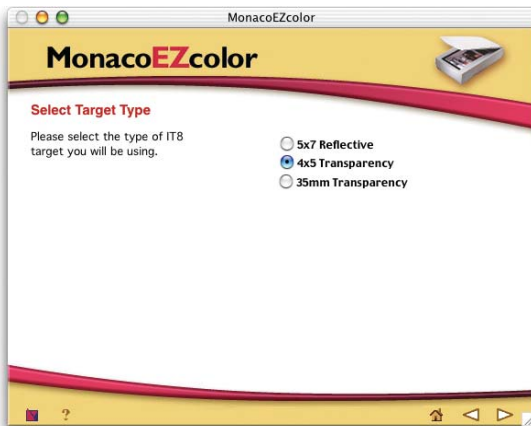 MonacoEZcolor
MonacoEZcolor
Select Target Type
Please select the type of IT8
target you will be using.
5x7 Reflective
4x5 Transparency
35mm Transparency
?